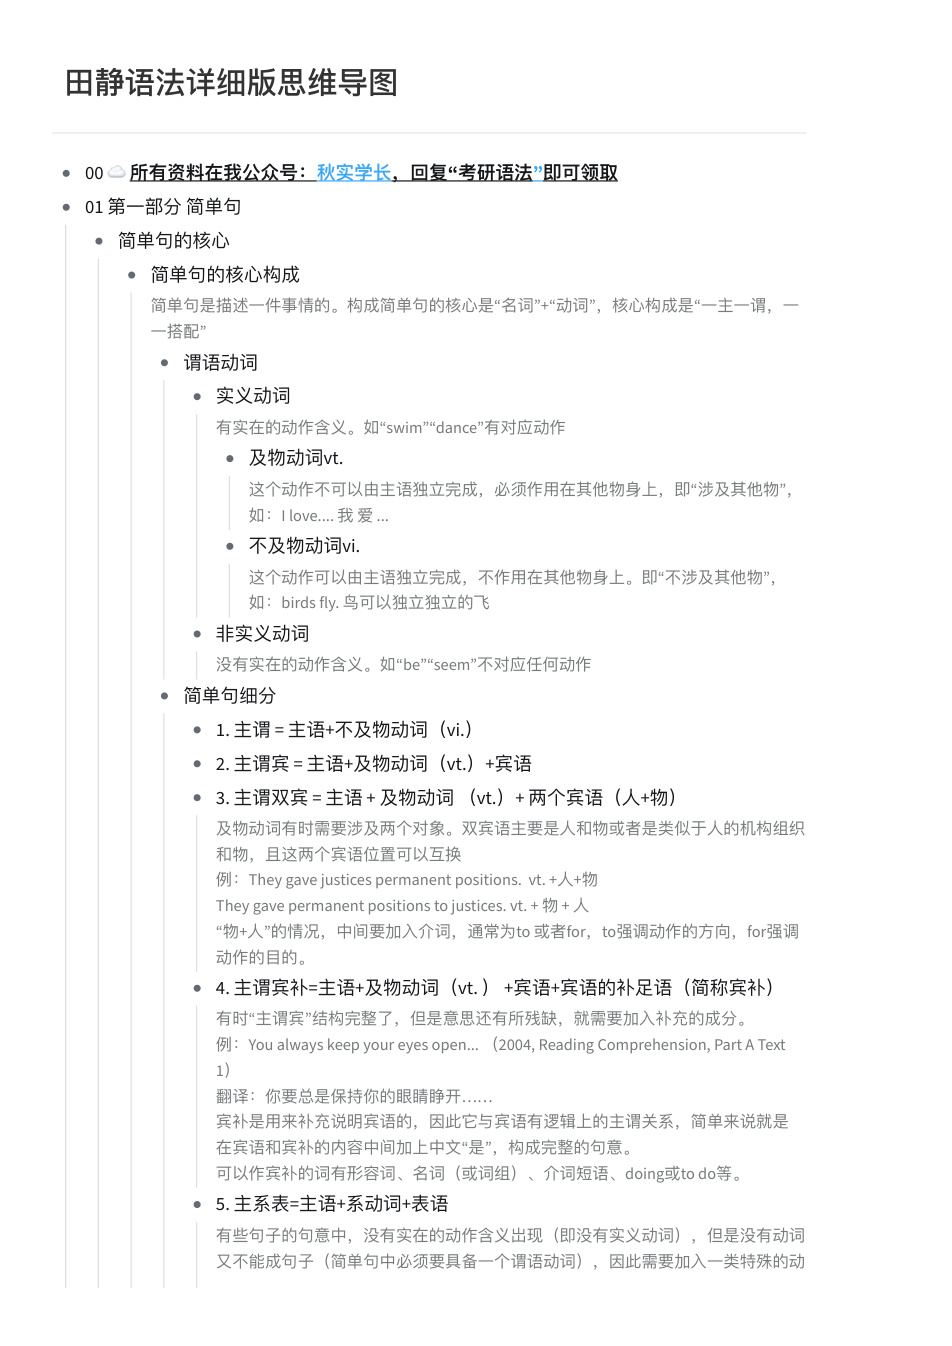 田静语法详细版思维导图
00 ☁️ 所有资料在我公众号：秋实学长，回复“考研语法”即可领取
01 第一部分 简单句
简单句的核心
简单句的核心构成
简单句是描述一件事情的。构成简单句的核心是“名词”+“动词”，核心构成是“一主一谓，一
一搭配”
谓语动词
实义动词
有实在的动作含义。如“swim”“dance”有对应动作
及物动词vt.
这个动作不可以由主语独立完成，必须作用在其他物身上，即“涉及其他物”，
如：I love.... 我 爱 ...
不及物动词vi.
这个动作可以由主语独立完成，不作用在其他物身上。即“不涉及其他物”，
如：birds fly. 鸟可以独立独立的飞
非实义动词
没有实在的动作含义。如“be”“seem”不对应任何动作
简单句细分
1. 主谓 = 主语+不及物动词（vi.）
2. 主谓宾 = 主语+及物动词（vt.）+宾语
3. 主谓双宾 = 主语 + 及物动词 （vt.）+ 两个宾语（人+物）
及物动词有时需要涉及两个对象。双宾语主要是人和物或者是类似于人的机构组织
和物，且这两个宾语位置可以互换
例：They gave justices permanent positions. vt. +人+物
They gave permanent positions to justices. vt. + 物 + 人
“物+人”的情况，中间要加入介词，通常为to 或者for，to强调动作的方向，for强调
动作的目的。
4. 主谓宾补=主语+及物动词（vt. ） +宾语+宾语的补足语（简称宾补）
有时“主谓宾”结构完整了，但是意思还有所残缺，就需要加入补充的成分。
例：You always keep your eyes open... （2004, Reading Comprehension, Part A Text
1）
翻译：你要总是保持你的眼睛睁开……
宾补是用来补充说明宾语的，因此它与宾语有逻辑上的主谓关系，简单来说就是
在宾语和宾补的内容中间加上中文“是”，构成完整的句意。
可以作宾补的词有形容词、名词（或词组）、介词短语、doing或to do等。
5. 主系表=主语+系动词+表语
有些句子的句意中，没有实在的动作含义出现（即没有实义动词），但是没有动词
又不能成句子（简单句中必须要具备一个谓语动词），因此需要加入一类特殊的动